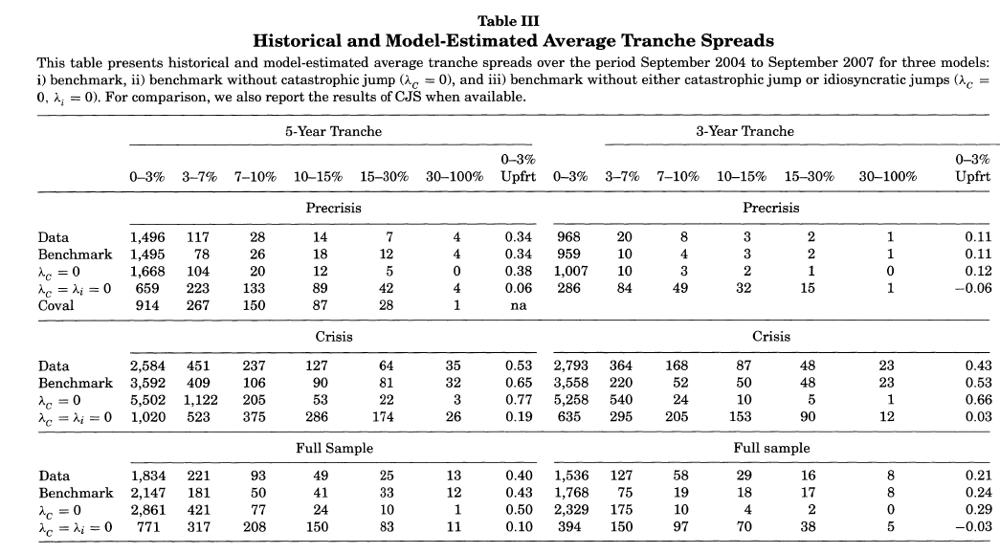 Table III
Historical and Model-Estimated Average Tranche Spreads
This table presents historical and model-estimated average tranche spreads over the period September 2004 to September 2007 for three models:
i) benchmark, ii) benchmark without catastrophic jump (λC = 0), and iii) benchmark without either catastrophic jump or idiosyncratic jumps (λC =
0, λi = 0). For comparison, we also report the results of CJS when available.
5-Year Tranche 3-Year Tranche
0–3% 0–3%
0–3% 3–7% 7–10% 10–15% 15–30% 30–100% Upfrt 0–3% 3–7% 7–10% 10–15% 15–30% 30–100% Upfrt
Precrisis Precrisis
Data 1,496 117 28 14 7 4 0.34 968 20 8 3 2 1 0.11
Benchmark 1,495 78 26 18 12 4 0.34 959 10 4 3 2 1 0.11
λC = 0 1,668 104 20 12 5 0 0.38 1,007 10 3 2 1 0 0.12
λC = λi = 0 659 223 133 89 42 4 0.06 286 84 49 32 15 1 −0.06
Coval 914 267 150 87 28 1 na
Crisis Crisis
Data 2,584 451 237 127 64 35 0.53 2,793 364 168 87 48 23 0.43
Benchmark 3,592 409 106 90 81 32 0.65 3,558 220 52 50 48 23 0.53
λC = 0 5,502 1,122 205 53 22 3 0.77 5,258 540 24 10 5 1 0.66
λC = λi = 0 1,020 523 375 286 174 26 0.19 635 295 205 153 90 12 0.03
Full Sample Full sample
Data 1,834 221 93 49 25 13 0.40 1,536 127 58 29 16 8 0.21
Benchmark 2,147 181 50 41 33 12 0.43 1,768 75 19 18 17 8 0.24
λC = 0 2,861 421 77 24 10 1 0.50 2,329 175 10 4 2 0 0.29
λC = λi = 0 771 317 208 150 83 11 0.10 394 150 97 70 38 5 −0.03